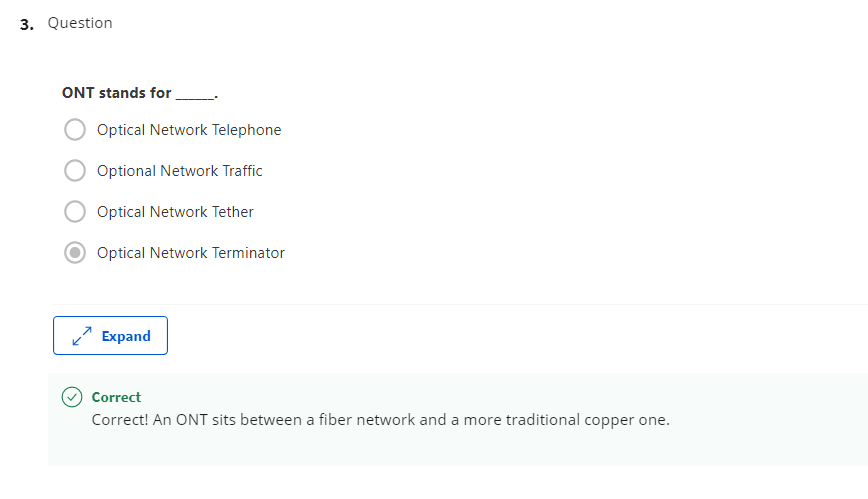 3. Question
ONT stands for ______.
Optical Network Telephone
Optional Network Traffic
Optical Network Tether
Optical Network Terminator
Expand
Correct
Correct! An ONT sits between a fiber network and a more traditional copper one.